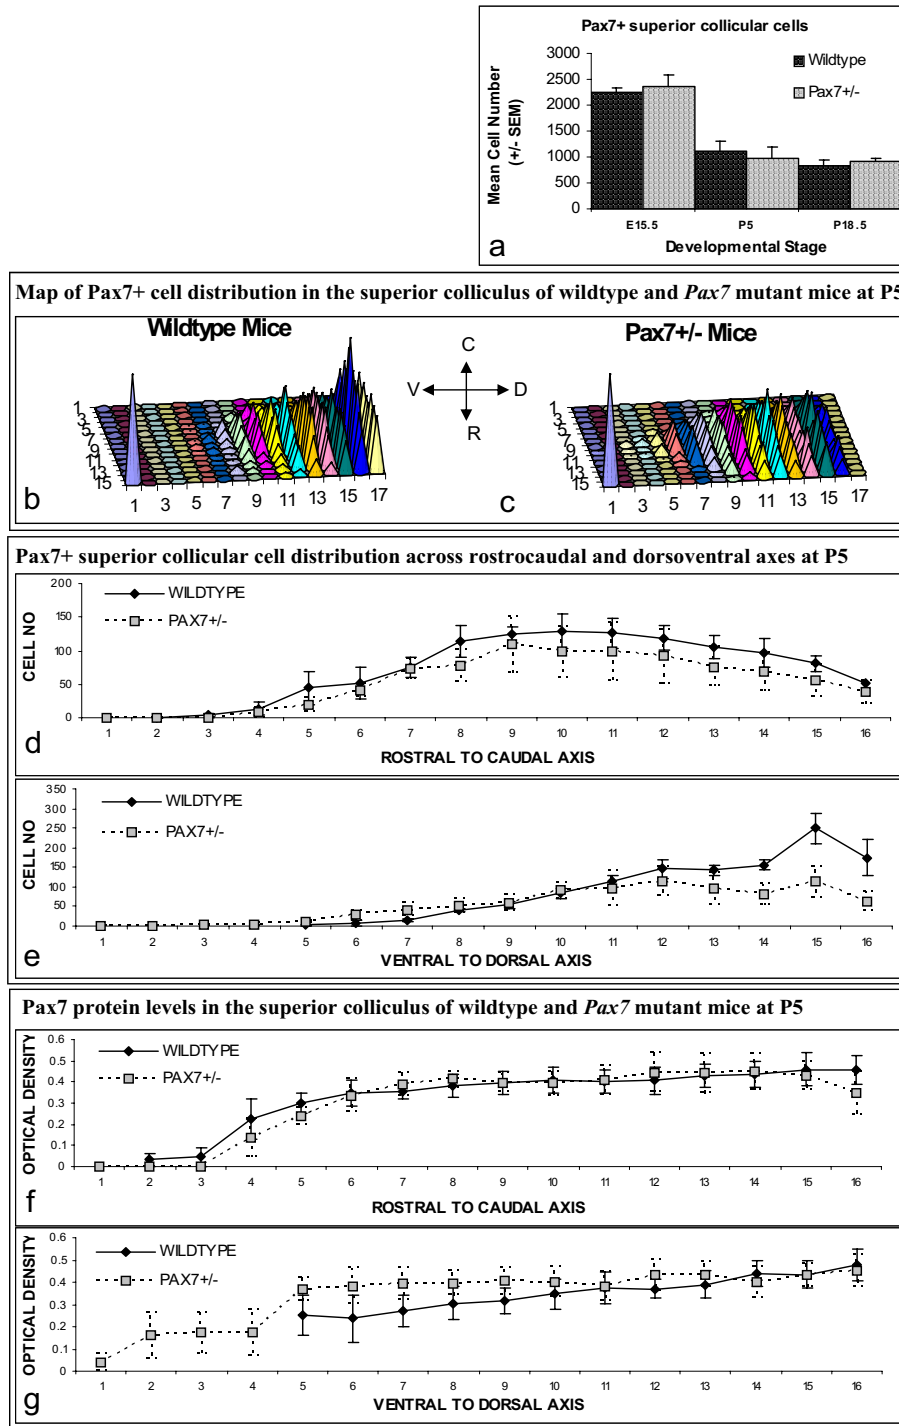 Pax7+ superior collicular cells
Mean Cell Number
(+/- SEM)
3000
2500
2000
1500
1000
500
0
Wildtype
Pax7+/-
E15.5 P5 P18.5
Developmental Stage
a
Map of Pax7+ cell distribution in the superior colliculus of wildtype and Pax7 mutant mice at P5
Wildtype Mice
C
V D
R
Pax7+/- Mice
1
3
5
7
9
11
13
15
1 3 5 7 9 11 13 15 17
b
1
3
5
7
9
11
13
15
1 3 5 7 9 11 13 15 17
c
Pax7+ superior collicular cell distribution across rostrocaudal and dorsoventral axes at P5
CELL NO
200
150
100
50
0
WILDTYPE
PAX7+/-
1 2 3 4 5 6 7 8 9 10 11 12 13 14 15 16
ROSTRAL TO CAUDAL AXIS
d
CELL NO
350
300
250
200
150
100
50
0
WILDTYPE
PAX7+/-
1 2 3 4 5 6 7 8 9 10 11 12 13 14 15 16
VENTRAL TO DORSAL AXIS
e
Pax7 protein levels in the superior colliculus of wildtype and Pax7 mutant mice at P5
OPTICAL DENSITY
0.6
0.5
0.4
0.3
0.2
0.1
0
WILDTYPE
PAX7+/-
1 2 3 4 5 6 7 8 9 10 11 12 13 14 15 16
ROSTRAL TO CAUDAL AXIS
f
OPTICAL DENSITY
0.6
0.5
0.4
0.3
0.2
0.1
0
WILDTYPE
PAX7+/-
1 2 3 4 5 6 7 8 9 10 11 12 13 14 15 16
VENTRAL TO DORSAL AXIS
g